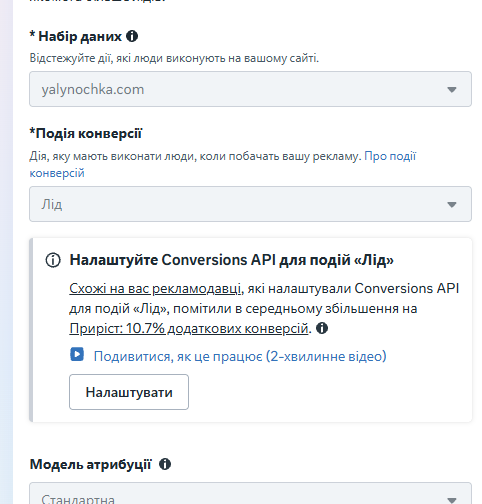 * Набір даних
Відстежуйте дії, які люди виконують на вашому сайті.
yalynochka.com
*Подія конверсії
Дія, яку мають виконати люди, коли побачать вашу рекламу. Про події
конверсій
Лід
Налаштуйте Conversions API для подій «Лід»
Схожі на вас рекламодавці, які налаштували Conversions API
для подій «Лід», помітили в середньому збільшення на
Приріст: 10.7% додаткових конверсій.
Подивитися, як це працює (2-хвилинне відео)
Налаштувати
Модель атрибуції
Стандартна